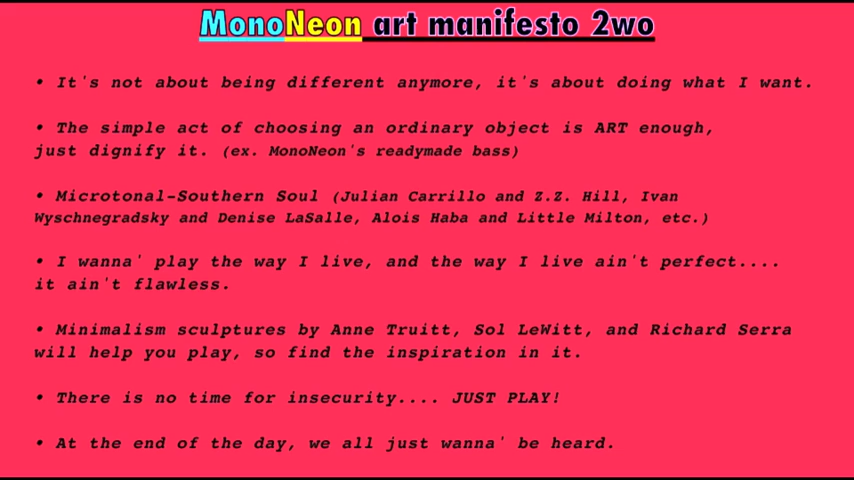 MonoNeon art manifesto 2wo
• It's not about being different anymore, it's about doing what I want.
• The simple act of choosing an ordinary object is ART enough,
just dignify it. (ex. MonoNeon's readymade bass)
• Microtonal-Southern Soul (Julian Carrillo and Z.Z. Hill, Ivan
Wyschnegradsky and Denise LaSalle, Alois Haba and Little Milton, etc.)
• I wanna' play the way I live, and the way I live ain't perfect....
it ain't flawless.
• Minimalism sculptures by Anne Truitt, Sol LeWitt, and Richard Serra
will help you play, so find the inspiration in it.
• There is no time for insecurity.... JUST PLAY!
• At the end of the day, we all just wanna' be heard.